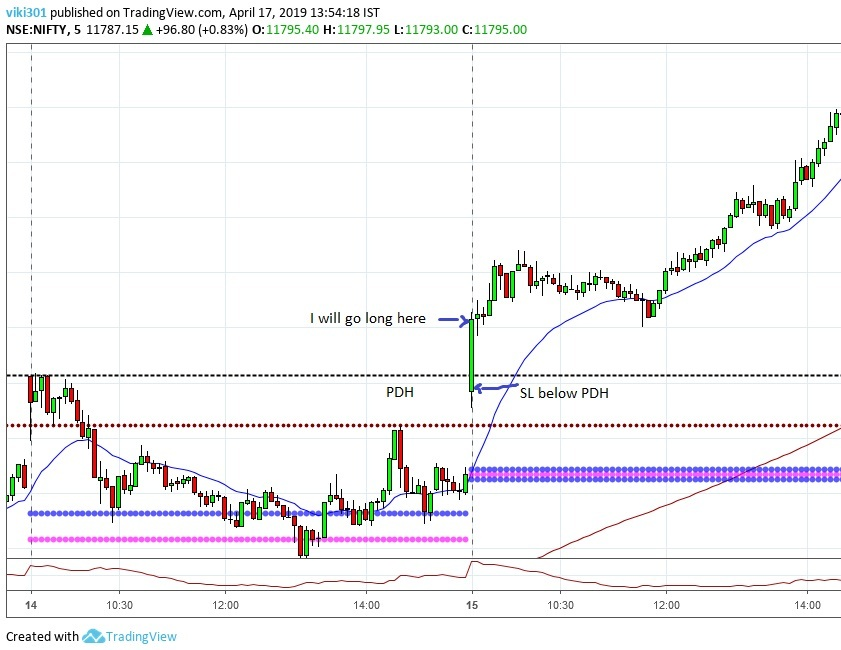 viki301 published on TradingView.com, April 17, 2019 13:54:18 IST
NSE:NIFTY, 5 11787.15 ▲ +96.80 (+0.83%) O:11795.40 H:11797.95 L:11793.00 C:11795.00
I will go long here
PDH
SL below PDH
14 10:30 12:00 14:00 15 10:30 12:00 14:00
Created with TradingView